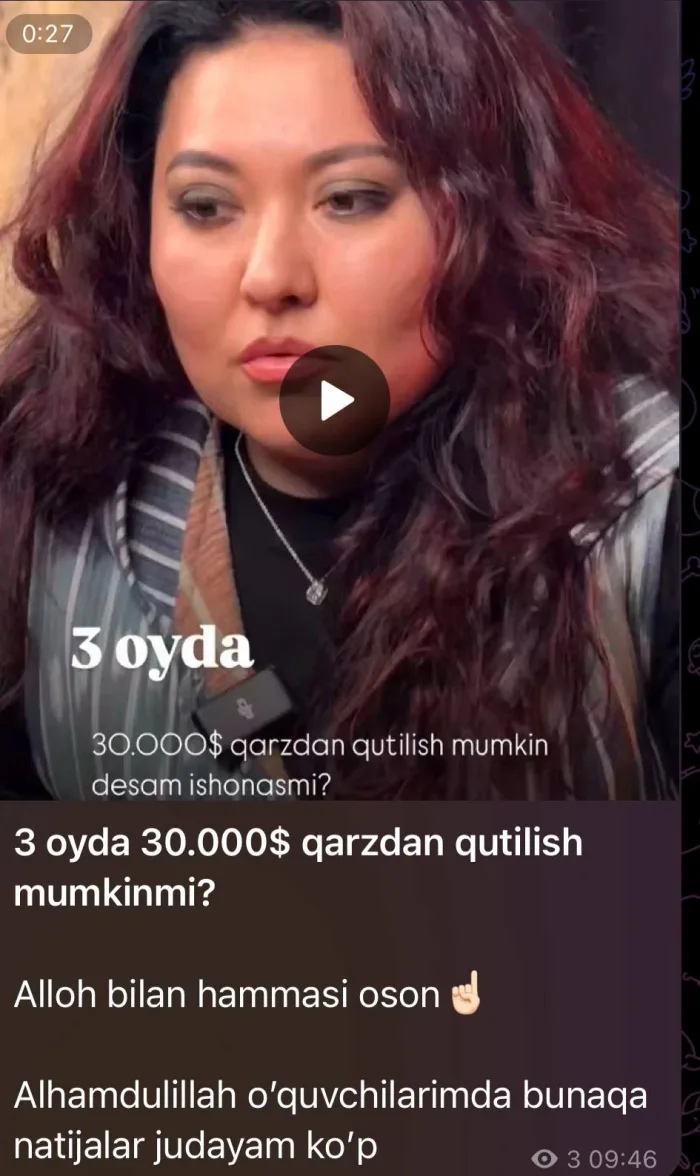 0:27
3 oyda
30.000$ qarzdan qutilish mumkin
desam ishonasmi?
3 oyda 30.000$ qarzdan qutilish
mumkinmi?
Alloh bilan hammasi oson☝🏻
Alhamdulillah o’quvchilarimda bunaqa
natijalar judayam ko’p
3 09:46